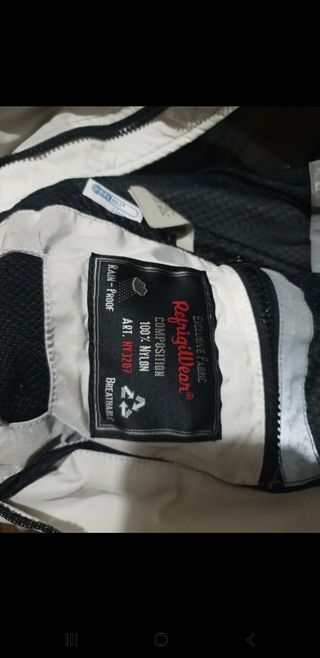 EXCLUSIVE FABRIC
RefrigiWear®
COMPOSITION
100% NYLON
ART. NY3207
RAIN-PROOF
BREATHABLE